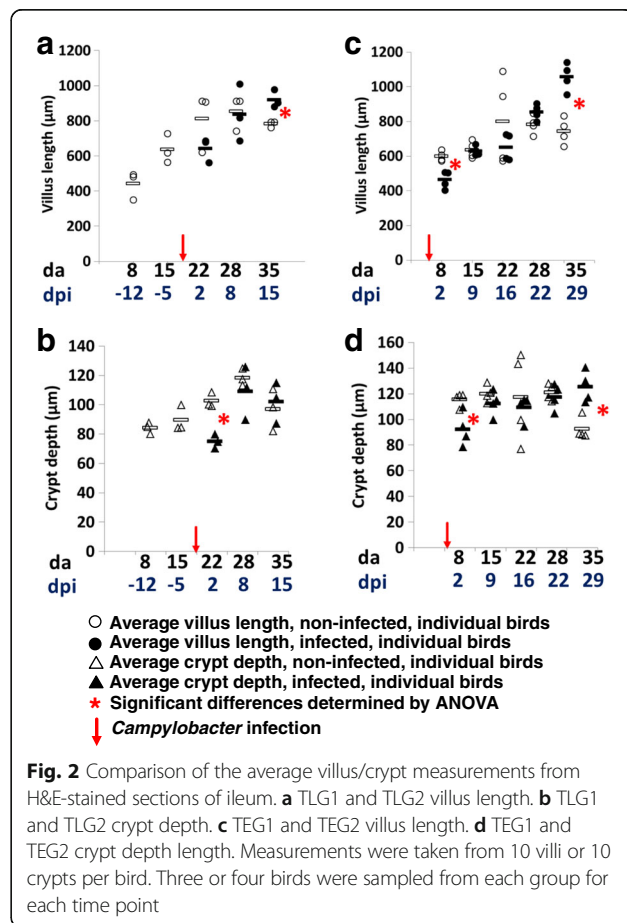 a
1200
1000
800
600
400
200
0
Villus length (µm)
da 8 15 22 28 35
dpi -12 -5 2 8 15
c
1200
1000
800
600
400
200
0
Villus length (µm)
da 8 15 22 28 35
dpi 2 9 16 22 29
b
140
120
100
80
60
40
20
0
Crypt depth (µm)
da 8 15 22 28 35
dpi -12 -5 2 8 15
d
160
140
120
100
80
60
40
20
0
Crypt depth (µm)
da 8 15 22 28 35
dpi 2 9 16 22 29
○ Average villus length, non-infected, individual birds
● Average villus length, infected, individual birds
△ Average crypt depth, non-infected, individual birds
▲ Average crypt depth, infected, individual birds
* Significant differences determined by ANOVA
↓ Campylobacter infection
Fig. 2 Comparison of the average villus/crypt measurements from
H&E-stained sections of ileum. a TLG1 and TLG2 villus length. b TLG1
and TLG2 crypt depth. c TEG1 and TEG2 villus length. d TEG1 and
TEG2 crypt depth length. Measurements were taken from 10 villi or 10
crypts per bird. Three or four birds were sampled from each group for
each time point